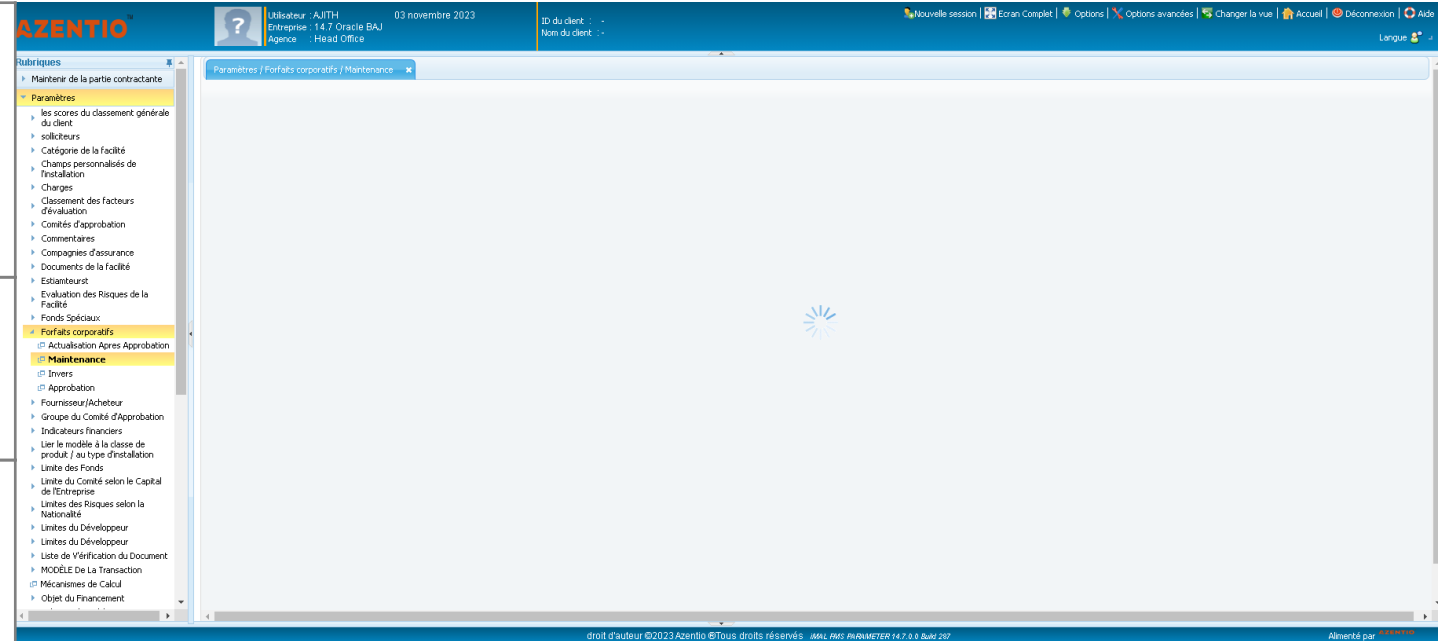 AZENTIO™
Utilisateur : AJITH 03 novembre 2023
Entreprise : 14.7 Oracle BAJ
Agence : Head Office
ID du client : -
Nom du client : -
Nouvelle session | Ecran Complet | Options | Options avancées | Changer la vue | Accueil | Déconnexion | Aide
Langue
Rubriques
Maintenir de la partie contractante
Paramètres
les scores du classement générale
du client
solliciteurs
Catégorie de la facilité
Champs personnalisés de
l'installation
Charges
Classement des facteurs
d'évaluation
Comités d'approbation
Commentaires
Compagnies d'assurance
Documents de la facilité
Estiamteurst
Evaluation des Risques de la
Facilité
Fonds Spéciaux
Forfaits corporatifs
Actualisation Apres Approbation
Maintenance
Invers
Approbation
Fournisseur/Acheteur
Groupe du Comité d'Approbation
Indicateurs financiers
Lier le modèle à la classe de
produit / au type d'installation
Limite des Fonds
Limite du Comité selon le Capital
de l'Entreprise
Limites des Risques selon la
Nationalité
Limites du Développeur
Limites du Développeur
Liste de Vérification du Document
MODÉLE De La Transaction
Mécanismes de Calcul
Objet du Financement
Paramètres / Forfaits corporatifs / Maintenance
droit d'auteur ©2023 Azentio ®Tous droits réservés IMAL FMS PARAMETER 14.7.0.0 Build 287
Alimenté par AZENTIO